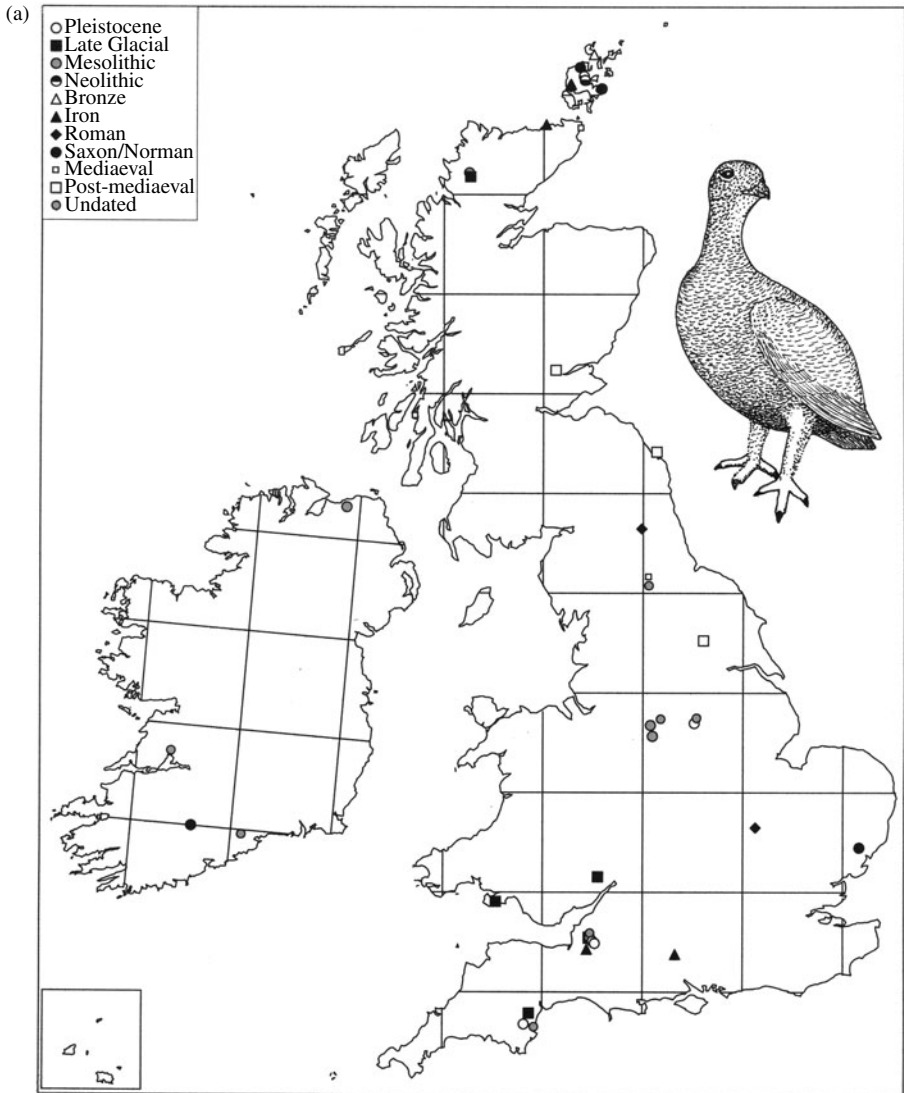 (a)
Pleistocene
Late Glacial
Mesolithic
Neolithic
Bronze
Iron
Roman
Saxon/Norman
Mediaeval
Post-mediaeval
Undated